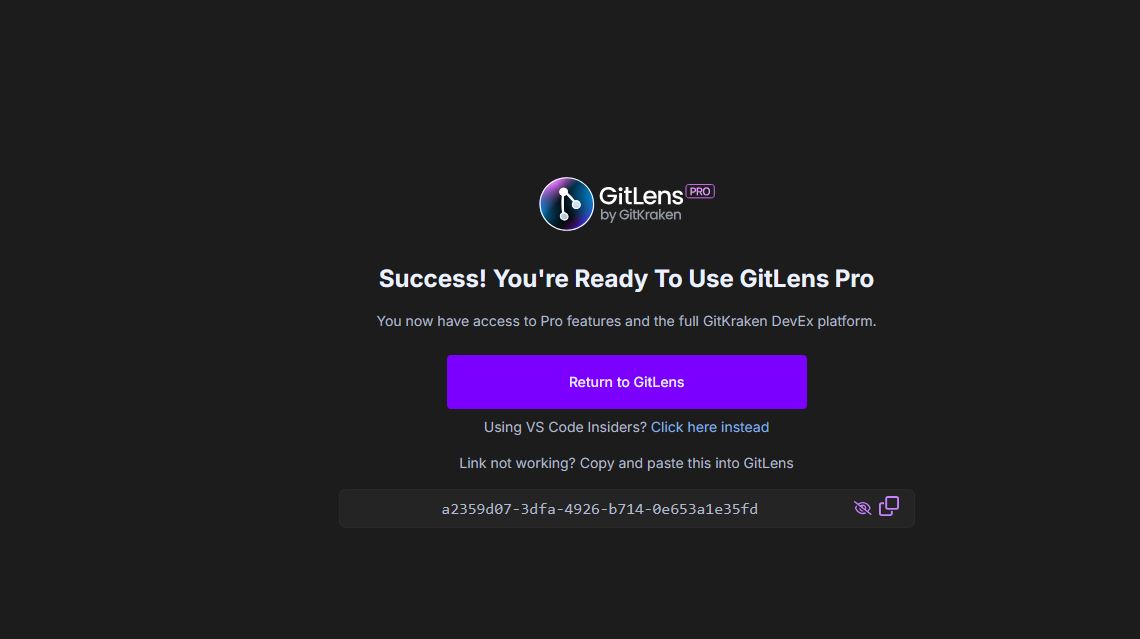 GitLens PRO
by GitKraken
Success! You're Ready To Use GitLens Pro
You now have access to Pro features and the full GitKraken DevEx platform.
Return to GitLens
Using VS Code Insiders? Click here instead
Link not working? Copy and paste this into GitLens
a2359d07-3dfa-4926-b714-0e653a1e35fd